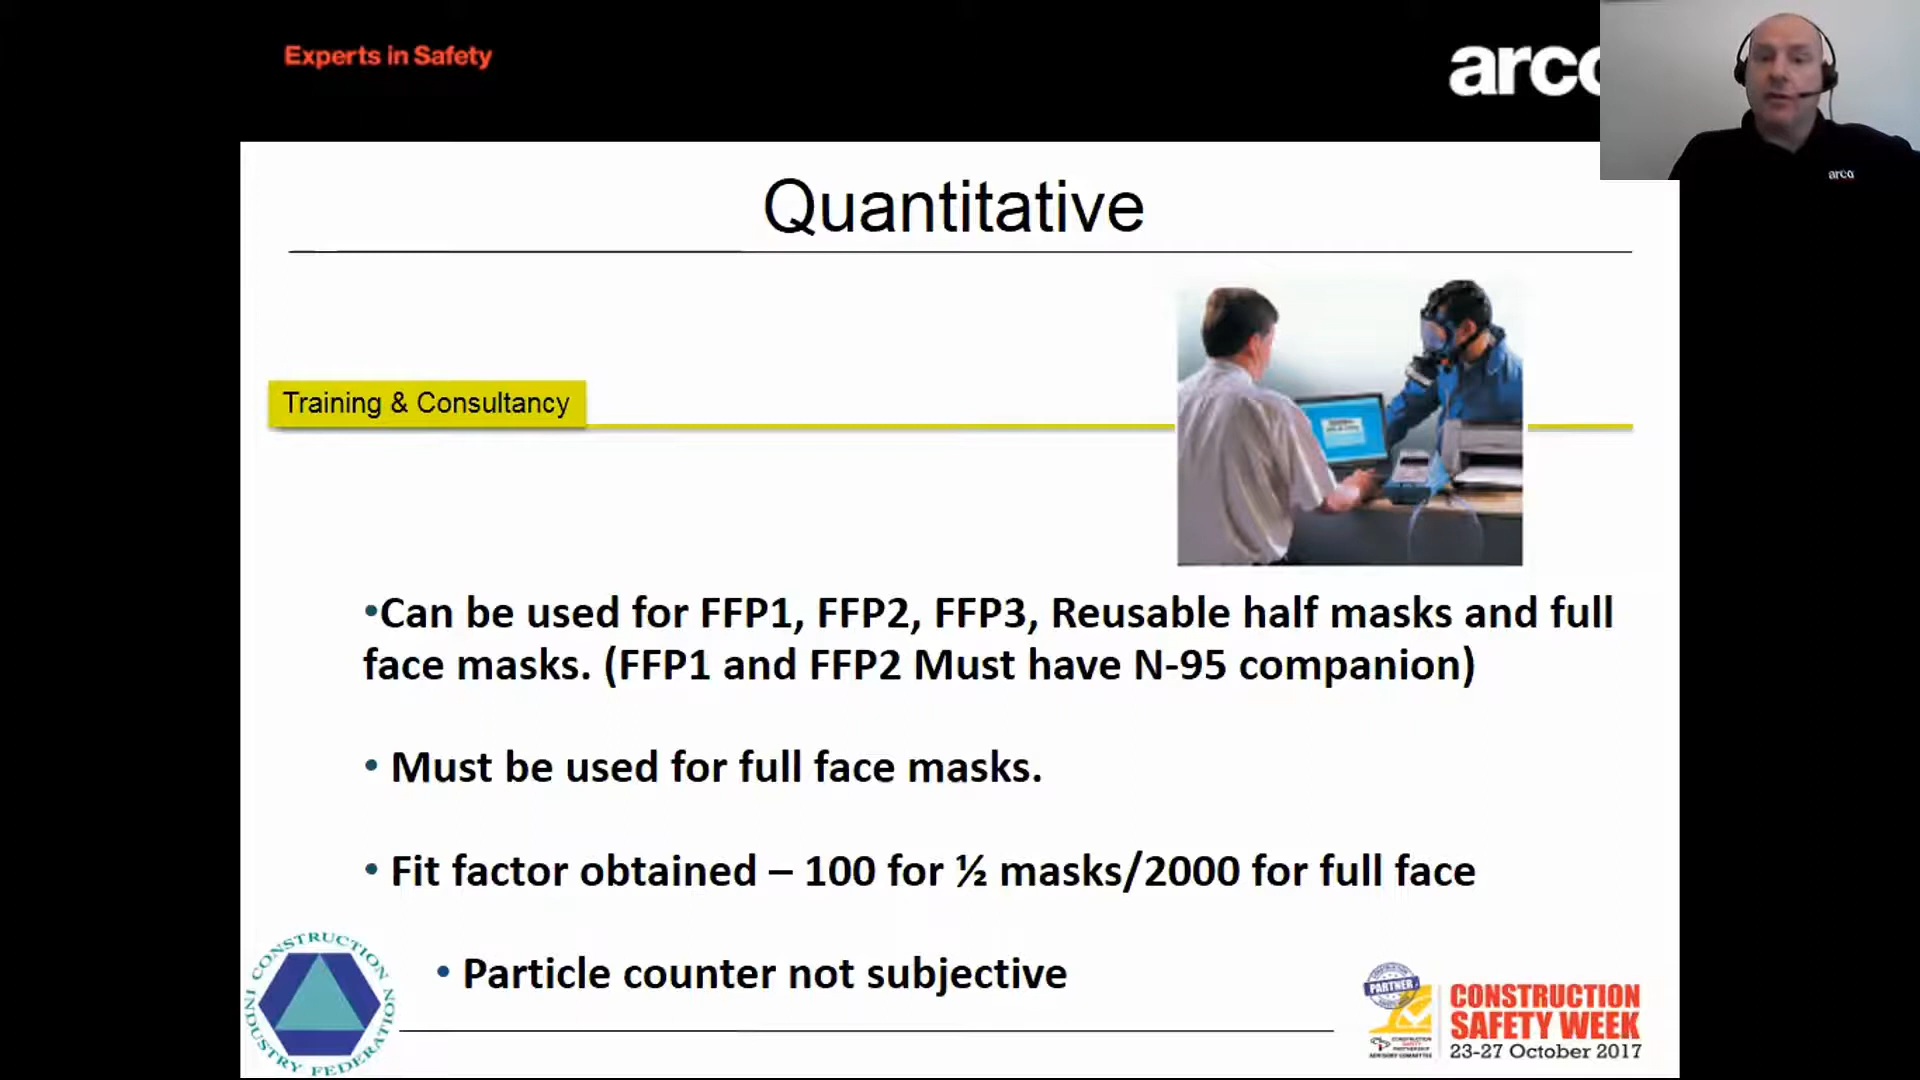 Experts in Safety
arco
arco
Quantitative
Training & Consultancy
•Can be used for FFP1, FFP2, FFP3, Reusable half masks and full
face masks. (FFP1 and FFP2 Must have N-95 companion)
• Must be used for full face masks.
• Fit factor obtained – 100 for ½ masks/2000 for full face
• Particle counter not subjective
CONSTRUCTION INDUSTRY FEDERATION
PARTNER
CONSTRUCTION
SAFETY WEEK
23-27 October 2017